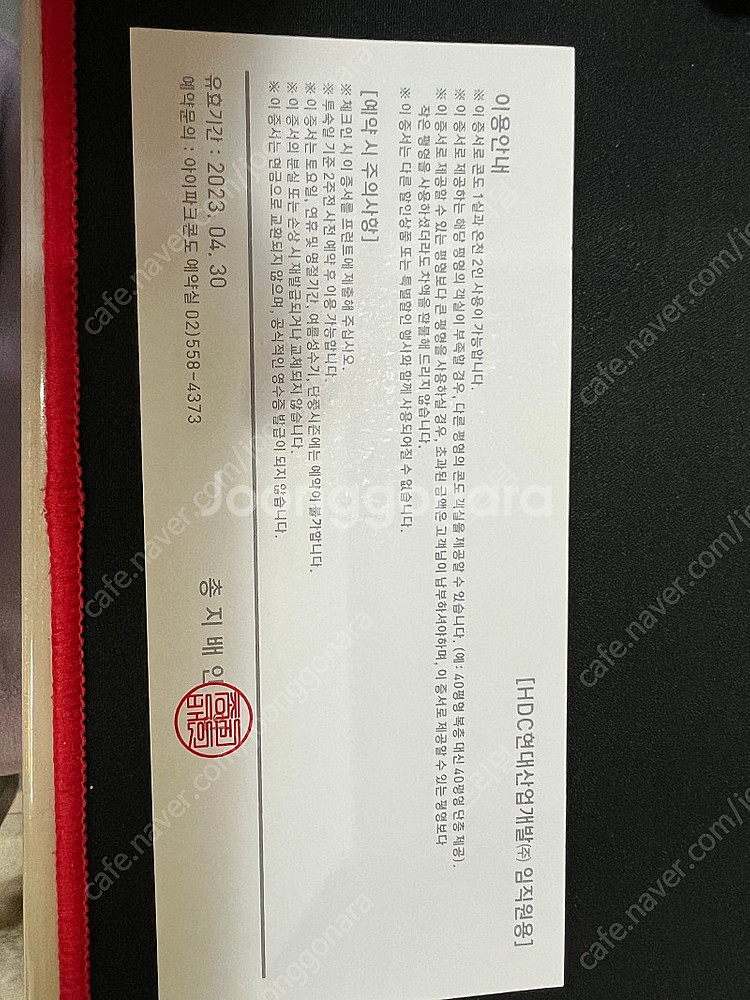 [HDC현대산업개발㈜ 임직원용]
이용안내
※ 이 증서로 콘도 1실과 온천 2인 사용이 가능합니다.
※ 이 증서로 제공하는 해당 평형의 객실이 부족할 경우, 다른 평형의 콘도 객실을 제공할 수 있습니다. (예: 40평형 복층 대신 40평형 단층 제공).
※ 이 증서로 제공할 수 있는 평형보다 큰 평형을 사용하실 경우, 초과된 금액은 고객님이 납부하셔야하며, 이 증서로 제공할 수 있는 평형보다
작은 평형을 사용하셨더라도 차액을 환불해 드리지 않습니다.
※ 이 증서는 다른 할인상품 또는 특별할인 행사와 함께 사용되어질 수 없습니다.
[예약 시 주의사항]
※ 체크인 시 이 증서를 프런트에 제출해 주십시오.
※ 투숙일 기준 2주전 사전 예약 후 이용 가능합니다.
※ 이 증서는 토요일, 연휴 및 명절기간, 여름성수기, 단풍시즌에는 예약이 불가합니다.
※ 이 증서의 분실 또는 손상 시 재발급되거나 교체되지 않습니다.
※ 이 증서는 현금으로 교환되지 않으며, 공식적인 영수증 발급이 되지 않습니다.
유효기간 : 2023. 04. 30
예약문의 : 아이파크콘도 예약실 02)558-4373
총 지 배 인
Joonggonara
cafe.naver.com/joonggonara